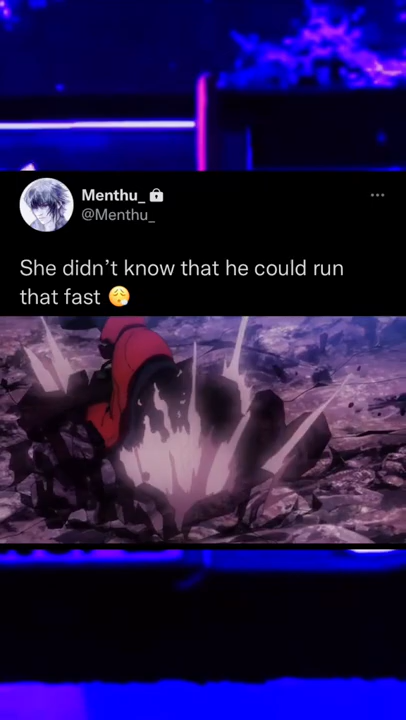 Menthu_ 🔒
@Menthu_
She didn’t know that he could run
that fast 😮‍💨